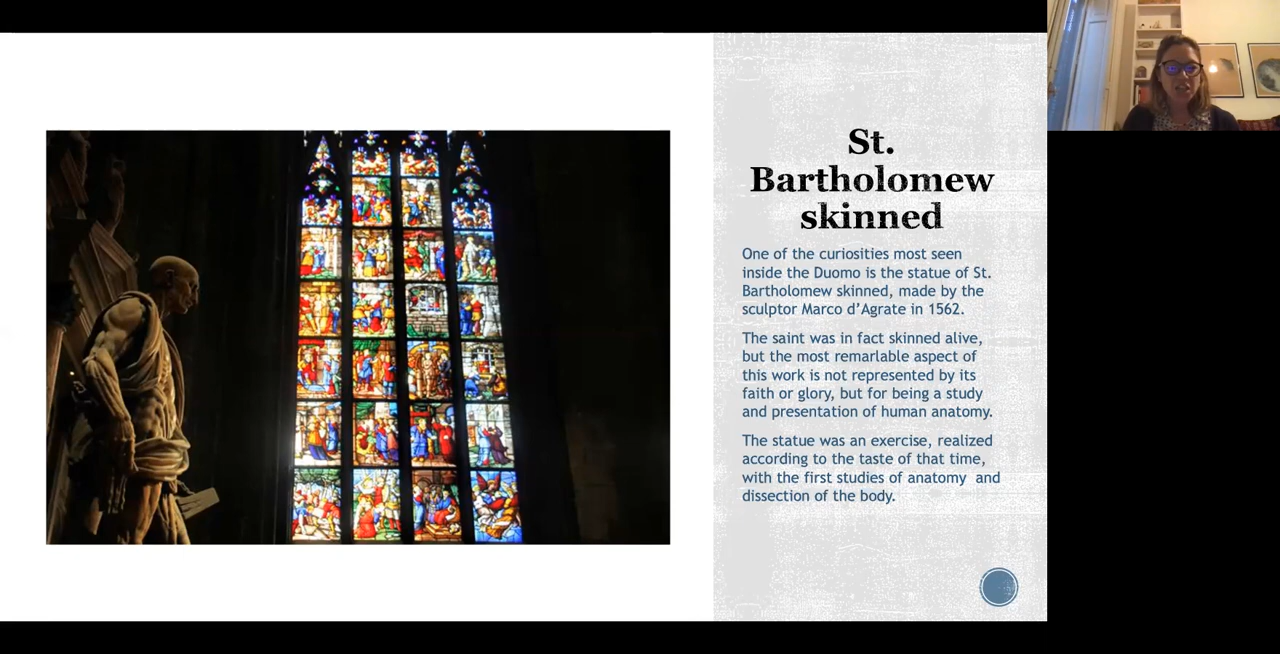 St.
Bartholomew
skinned
One of the curiosities most seen
inside the Duomo is the statue of St.
Bartholomew skinned, made by the
sculptor Marco d’Agrate in 1562.
The saint was in fact skinned alive,
but the most remarkable aspect of
this work is not represented by its
faith or glory, but for being a study
and presentation of human anatomy.
The statue was an exercise, realized
according to the taste of that time,
with the first studies of anatomy  and
dissection of the body.